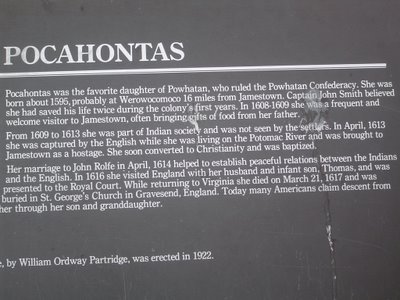 POCAHONTAS
Pocahontas was the favorite daughter of Powhatan, who ruled the Powhatan Confederacy. She was
born about 1595, probably at Werowocomoco 16 miles from Jamestown. Captain John Smith believed
she had saved his life twice during the colony's first years. In 1608-1609 she was a frequent and
welcome visitor to Jamestown, often bringing gifts of food from her father.
From 1609 to 1613 she was part of Indian society and was not seen by the settlers. In April, 1613
she was captured by the English while she was living on the Potomac River and was brought to
Jamestown as a hostage. She soon converted to Christianity and was baptized.
Her marriage to John Rolfe in April, 1614 helped to establish peaceful relations between the Indians
and the English. In 1616 she visited England with her husband and infant son, Thomas, and was
presented to the Royal Court. While returning to Virginia she died on March 21, 1617 and was
buried in St. George's Church in Gravesend, England. Today many Americans claim descent from
her through her son and granddaughter.
e, by William Ordway Partridge, was erected in 1922.